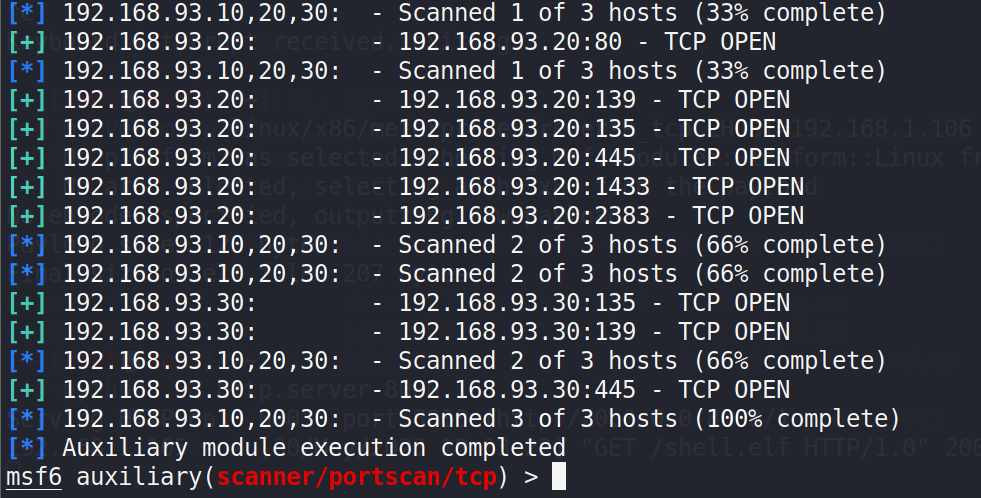 [*] 192.168.93.10,20,30:  - Scanned 1 of 3 hosts (33% complete)
[+] 192.168.93.20:        - 192.168.93.20:80 - TCP OPEN
[*] 192.168.93.10,20,30:  - Scanned 1 of 3 hosts (33% complete)
[+] 192.168.93.20:        - 192.168.93.20:139 - TCP OPEN
[+] 192.168.93.20:        - 192.168.93.20:135 - TCP OPEN
[+] 192.168.93.20:        - 192.168.93.20:445 - TCP OPEN
[+] 192.168.93.20:        - 192.168.93.20:1433 - TCP OPEN
[+] 192.168.93.20:        - 192.168.93.20:2383 - TCP OPEN
[*] 192.168.93.10,20,30:  - Scanned 2 of 3 hosts (66% complete)
[*] 192.168.93.10,20,30:  - Scanned 2 of 3 hosts (66% complete)
[+] 192.168.93.30:        - 192.168.93.30:135 - TCP OPEN
[+] 192.168.93.30:        - 192.168.93.30:139 - TCP OPEN
[*] 192.168.93.10,20,30:  - Scanned 2 of 3 hosts (66% complete)
[+] 192.168.93.30:        - 192.168.93.30:445 - TCP OPEN
[*] 192.168.93.10,20,30:  - Scanned 3 of 3 hosts (100% complete)
[*] Auxiliary module execution completed "GET /shell.elf HTTP/1.0" 200
msf6 auxiliary(scanner/portscan/tcp) >